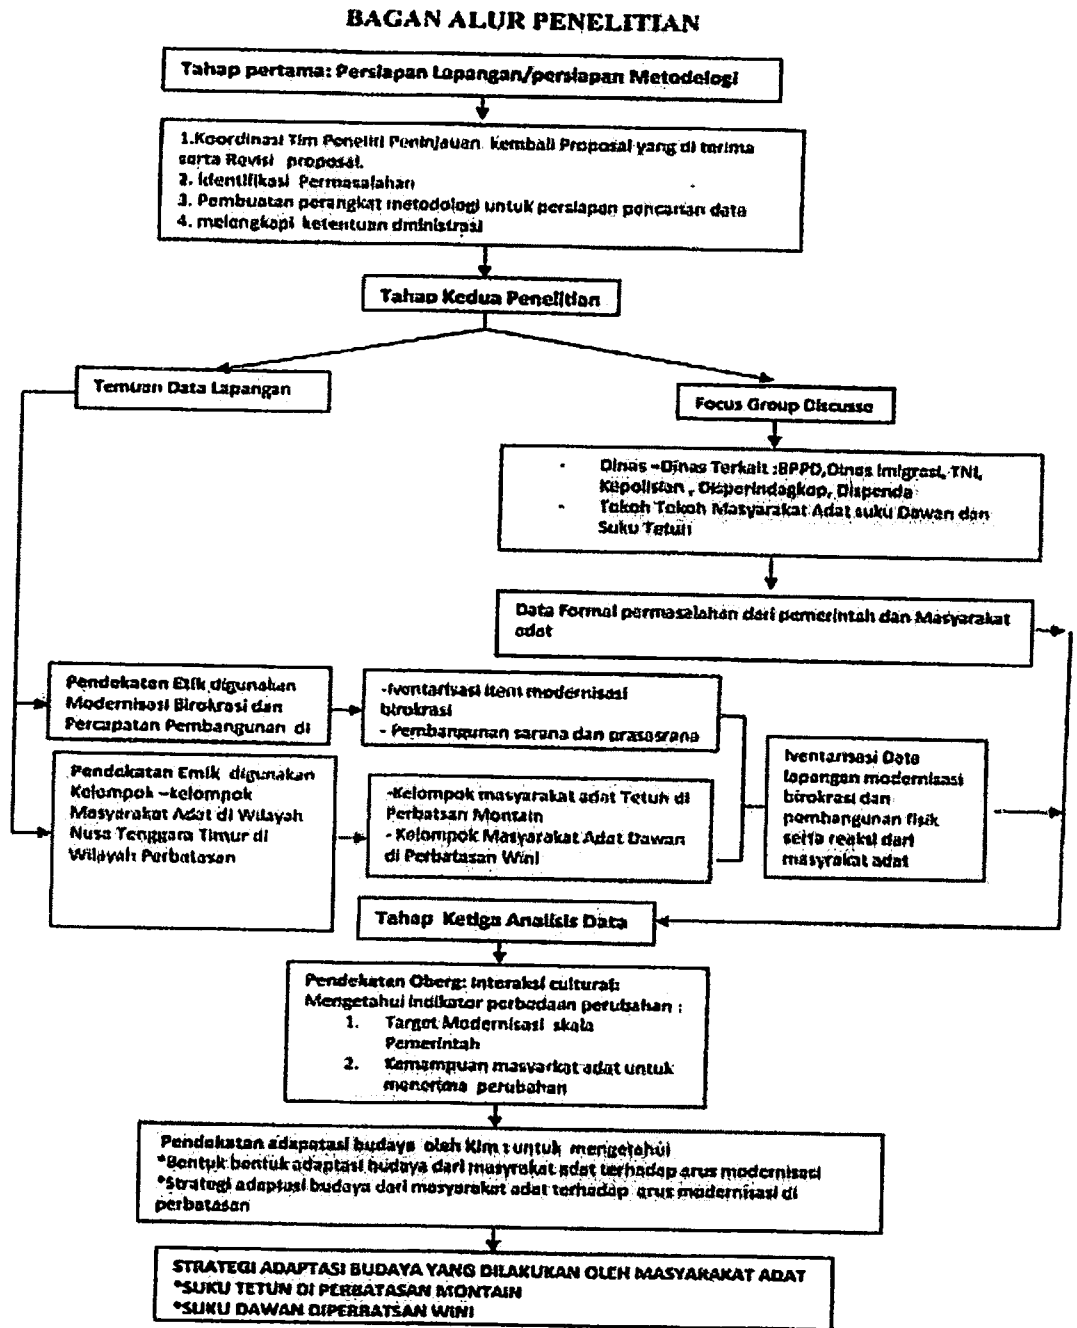 BAGAN ALUR PENELITIAN
Tahap pertama: Persiapan Lapangan/persiapan Metodelogi
1.Koordinasi Tim Peneliti Peninjauan kembali Proposal yang di terima
serta Revisi proposal.
2. Identifikasi Permasalahan
3. Pembuatan perangkat metodologi untuk persiapan pencarian data
4. melengkapi ketentuan dministrasi
Tahap Kedua Penelitian
Temuan Data Lapangan
Focus Group Discusso
- Dinas –Dinas Terkait :BPPD,Dinas Imigrasi, TNI,
Kepolisian , Disperindagkop, Dispenda
- Tokoh Tokoh Masyarakat Adat suku Dawan dan
Suku Tetun
Data Formal permasalahan dari pemerintah dan Masyarakat
adat
Pendekatan Etik digunakan
Modernisasi Birokrasi dan
Percapatan Pembangunan di
-Iventarisasi item modernisasi
birokrasi
- Pembangunan sarana dan prasasrana
Pendekatan Emik digunakan
Kelompok –kelompok
Masyarakat Adat di Wilayah
Nusa Tenggara Timur di
Wilayah Perbatasan
-Kelompok masyarakat adat Tetuh di
Perbatsan Montain
- Kelompok Masyarakat Adat Dawan
di Perbatasan Wini
Iventarisasi Data
lapangan modernisasi
birokrasi dan
pembangunan fisik
serta reaksi dari
masyrakat adat
Tahap Ketiga Analisis Data
Pendekatan Oberg: Interaksi cultural:
Mengetahui indikator perbedaan perubahan :
1. Target Modernisasi skala
Pemerintah
2. Kemampuan masyarkat adat untuk
menerima perubahan
Pendekatan adapatasi budaya oleh Kim : untuk mengetahui
*Bentuk bentuk adaptasi budaya dari masyrakat adat terhadap arus modernisasi
*Strategi adaptasi budaya dari masyarakat adat terhadap arus modernisasi di
perbatasan
STRATEGI ADAPTASI BUDAYA YANG DILAKUKAN OLEH MASYARAKAT ADAT
*SUKU TETUN DI PERBATASAN MONTAIN
*SUKU DAWAN DIPERBATSAN WINI